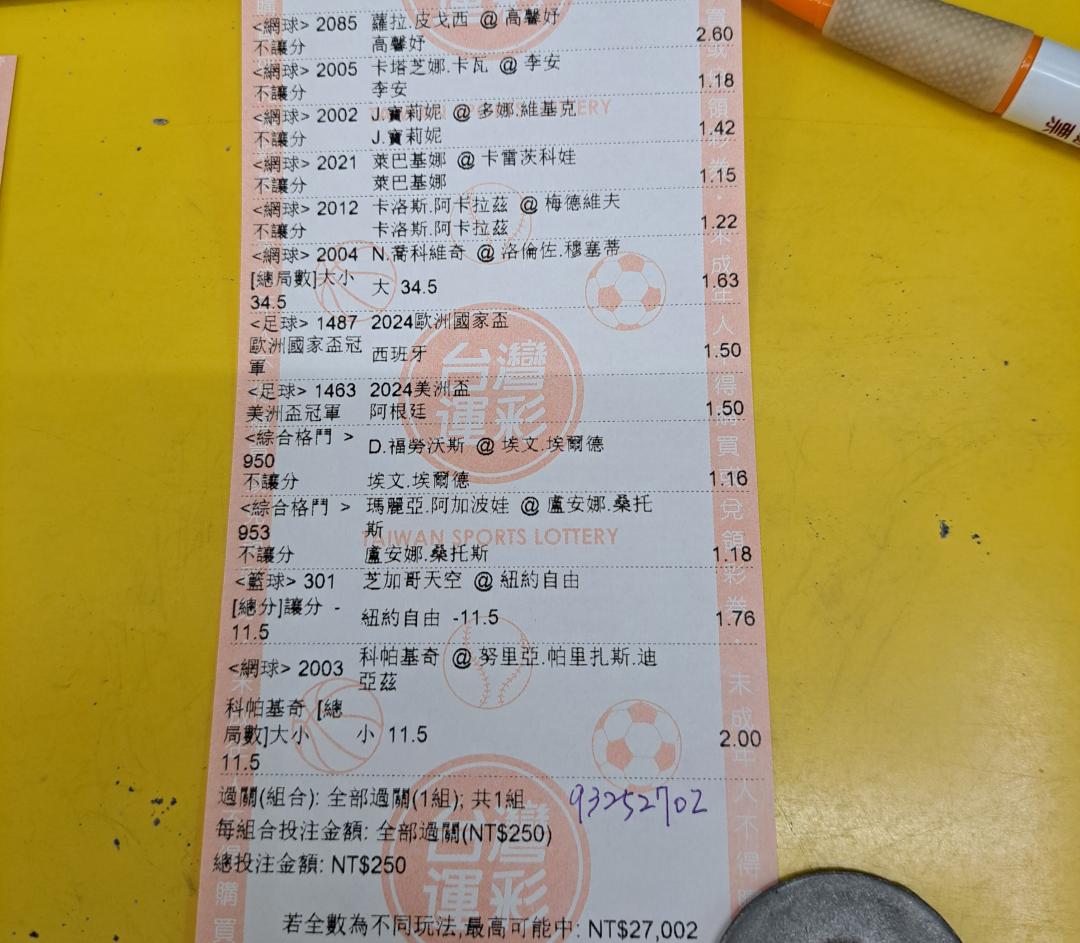 <網球> 2085 蘿拉.皮戈西 @ 高馨妤
不讓分 高馨妤 2.60
<網球> 2005 卡塔芝娜.卡瓦 @ 李安
不讓分 李安 1.18
<網球> 2002 J.寶莉妮 @ 多娜.維基克
不讓分 J.寶莉妮 1.42
<網球> 2021 萊巴基娜 @ 卡雷茨科娃
不讓分 萊巴基娜 1.15
<網球> 2012 卡洛斯.阿卡拉茲 @ 梅德維夫
不讓分 卡洛斯.阿卡拉茲 1.22
<網球> 2004 N.喬科維奇 @ 洛倫佐.穆塞蒂
[總局數]大小 大 34.5 1.63
34.5
<足球> 1487 2024歐洲國家盃
歐洲國家盃冠 西班牙 1.50
軍
<足球> 1463 2024美洲盃
美洲盃冠軍 阿根廷 1.50
<綜合格鬥 > D.福勞沃斯 @ 埃文.埃爾德
950
不讓分 埃文.埃爾德 1.16
<綜合格鬥 > 瑪麗亞.阿加波娃 @ 盧安娜.桑托
953 斯
TAIWAN SPORTS LOTTERY
不讓分 盧安娜.桑托斯 1.18
<籃球> 301 芝加哥天空 @ 紐約自由
[總分]讓分 - 紐約自由 -11.5 1.76
11.5
<網球> 2003 科帕基奇 @ 努里亞.帕里扎斯.迪
亞茲
科帕基奇 [總
局數]大小 小 11.5 2.00
11.5
過關(組合): 全部過關(1組); 共1組 93252702
每組合投注金額: 全部過關(NT$250)
總投注金額: NT$250
若全數為不同玩法,最高可能中: NT$27,002
台灣
運彩
台灣
運彩